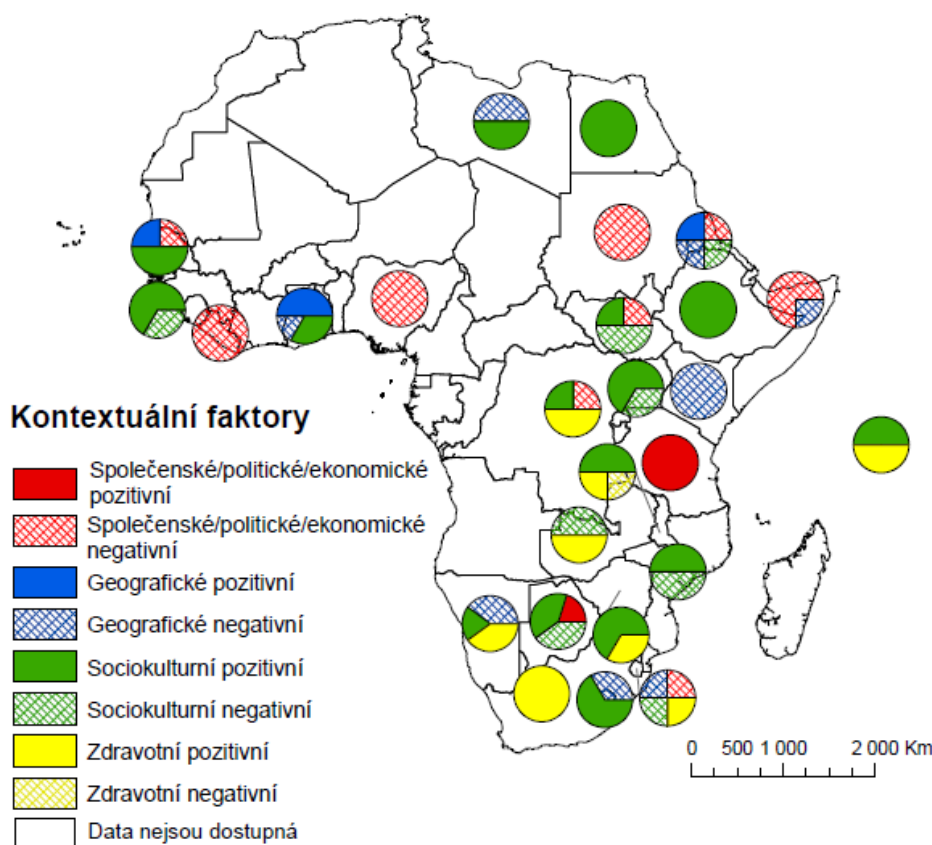 Kontextuální faktory
Společenské/politické/ekonomické
pozitivní
Společenské/politické/ekonomické
negativní
Geografické pozitivní
Geografické negativní
Sociokulturní pozitivní
Sociokulturní negativní
Zdravotní pozitivní
Zdravotní negativní
Data nejsou dostupná
0 500 1 000 2 000 Km